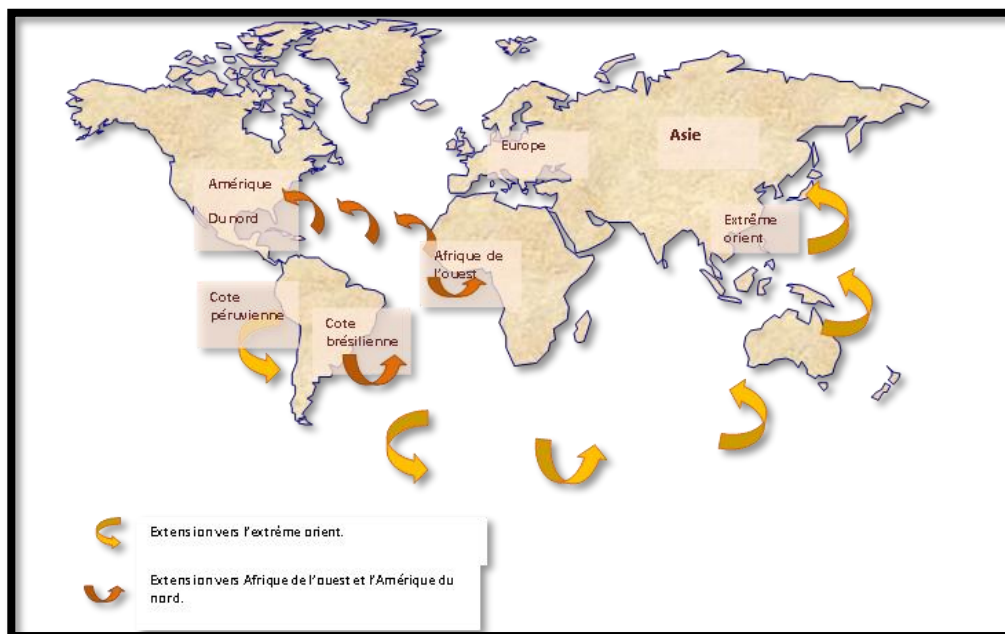 Europe
Asie
Amérique
Du nord
Extrême
orient
Afrique de
l'ouest
Cote
péruvienne
Cote
brésilienne
Extension vers l'extrême orient.
Extension vers Afrique de l'ouest et l'Amérique du
nord.